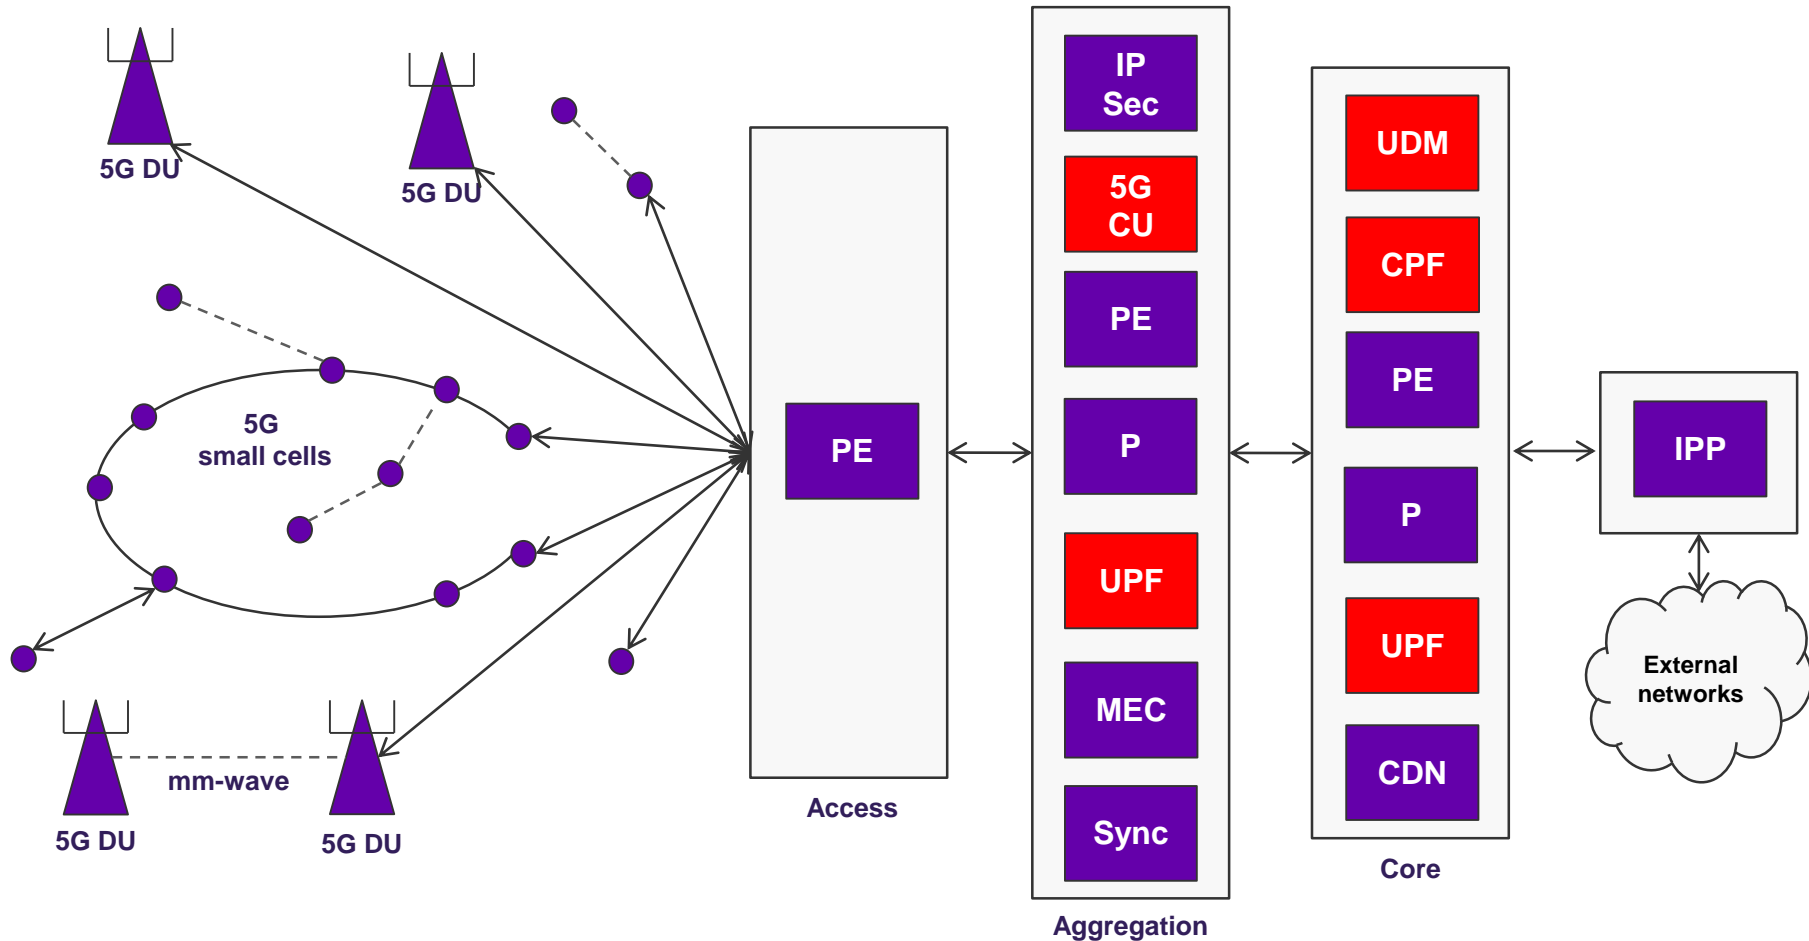 5G DU
5G DU
5G
small cells
mm-wave
5G DU
5G DU
PE
Access
IP
Sec
5G
CU
PE
P
UPF
MEC
Sync
Aggregation
UDM
CPF
PE
P
UPF
CDN
Core
IPP
External
networks